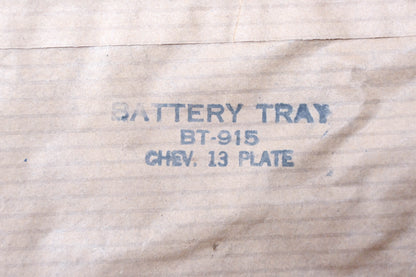 BATTERY TRAY
BT-915
CHEV. 13 PLATE